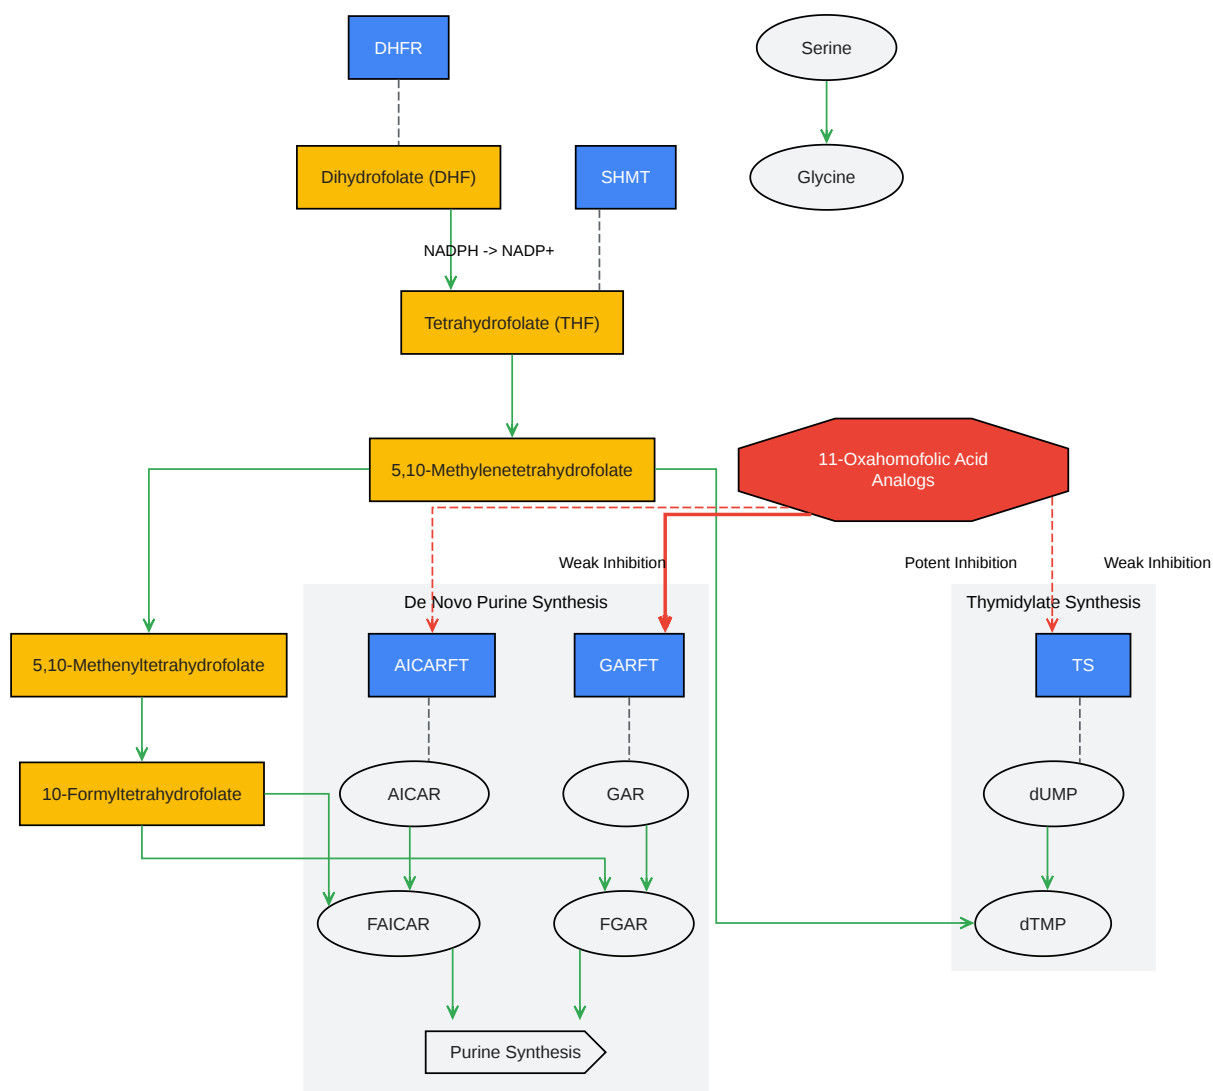 DHFR
Serine
Dihydrofolate (DHF)
SHMT
Glycine
NADPH -> NADP+
Tetrahydrofolate (THF)
5,10-Methylenetetrahydrofolate
11-Oxahomofolic Acid
Analogs
Weak Inhibition
Potent Inhibition
Weak Inhibition
De Novo Purine Synthesis
Thymidylate Synthesis
5,10-Methenyltetrahydrofolate
AICARFT
GARFT
TS
10-Formyltetrahydrofolate
AICAR
GAR
dUMP
FAICAR
FGAR
dTMP
Purine Synthesis